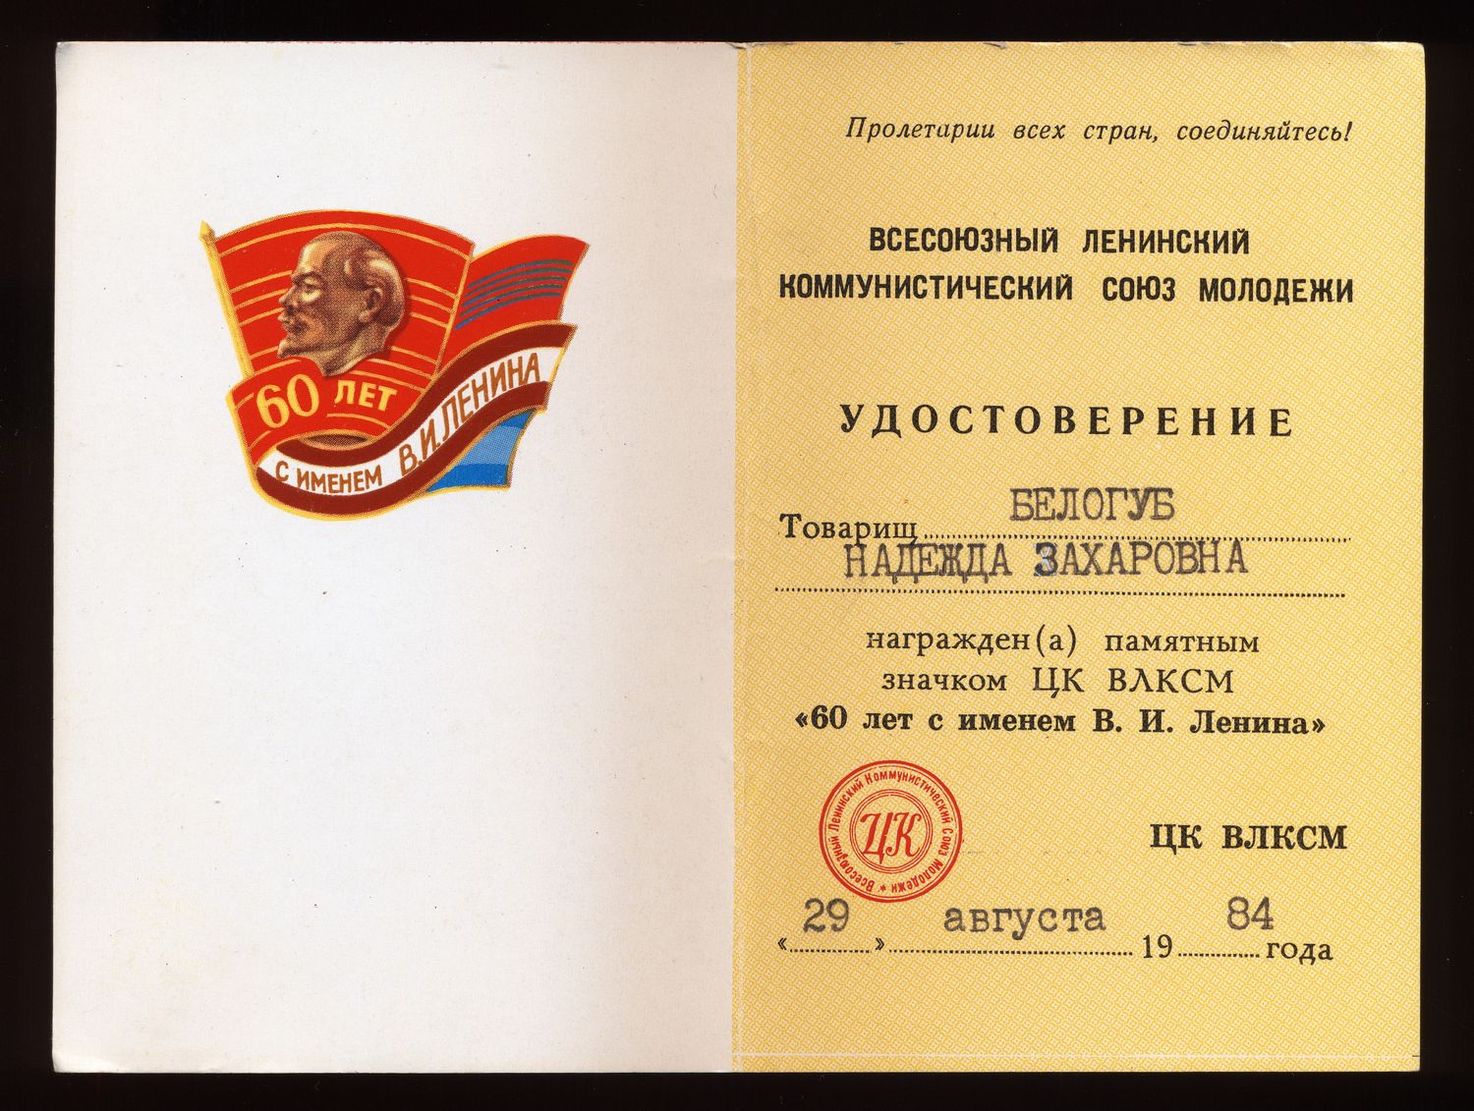 60 ЛЕТ
С ИМЕНЕМ В.И.ЛЕНИНА
Пролетарии всех стран, соединяйтесь!
ВСЕСОЮЗНЫЙ ЛЕНИНСКИЙ
КОММУНИСТИЧЕСКИЙ СОЮЗ МОЛОДЕЖИ
УДОСТОВЕРЕНИЕ
Товарищ БЕЛОГУБ
НАДЕЖДА ЗАХАРОВНА
награжден(а) памятным
значком ЦК ВЛКСМ
«60 лет с именем В. И. Ленина»
Всесоюзный Ленинский Коммунистический Союз Молодежи *
ЦК
ЦК ВЛКСМ
«29» августа 1984 года